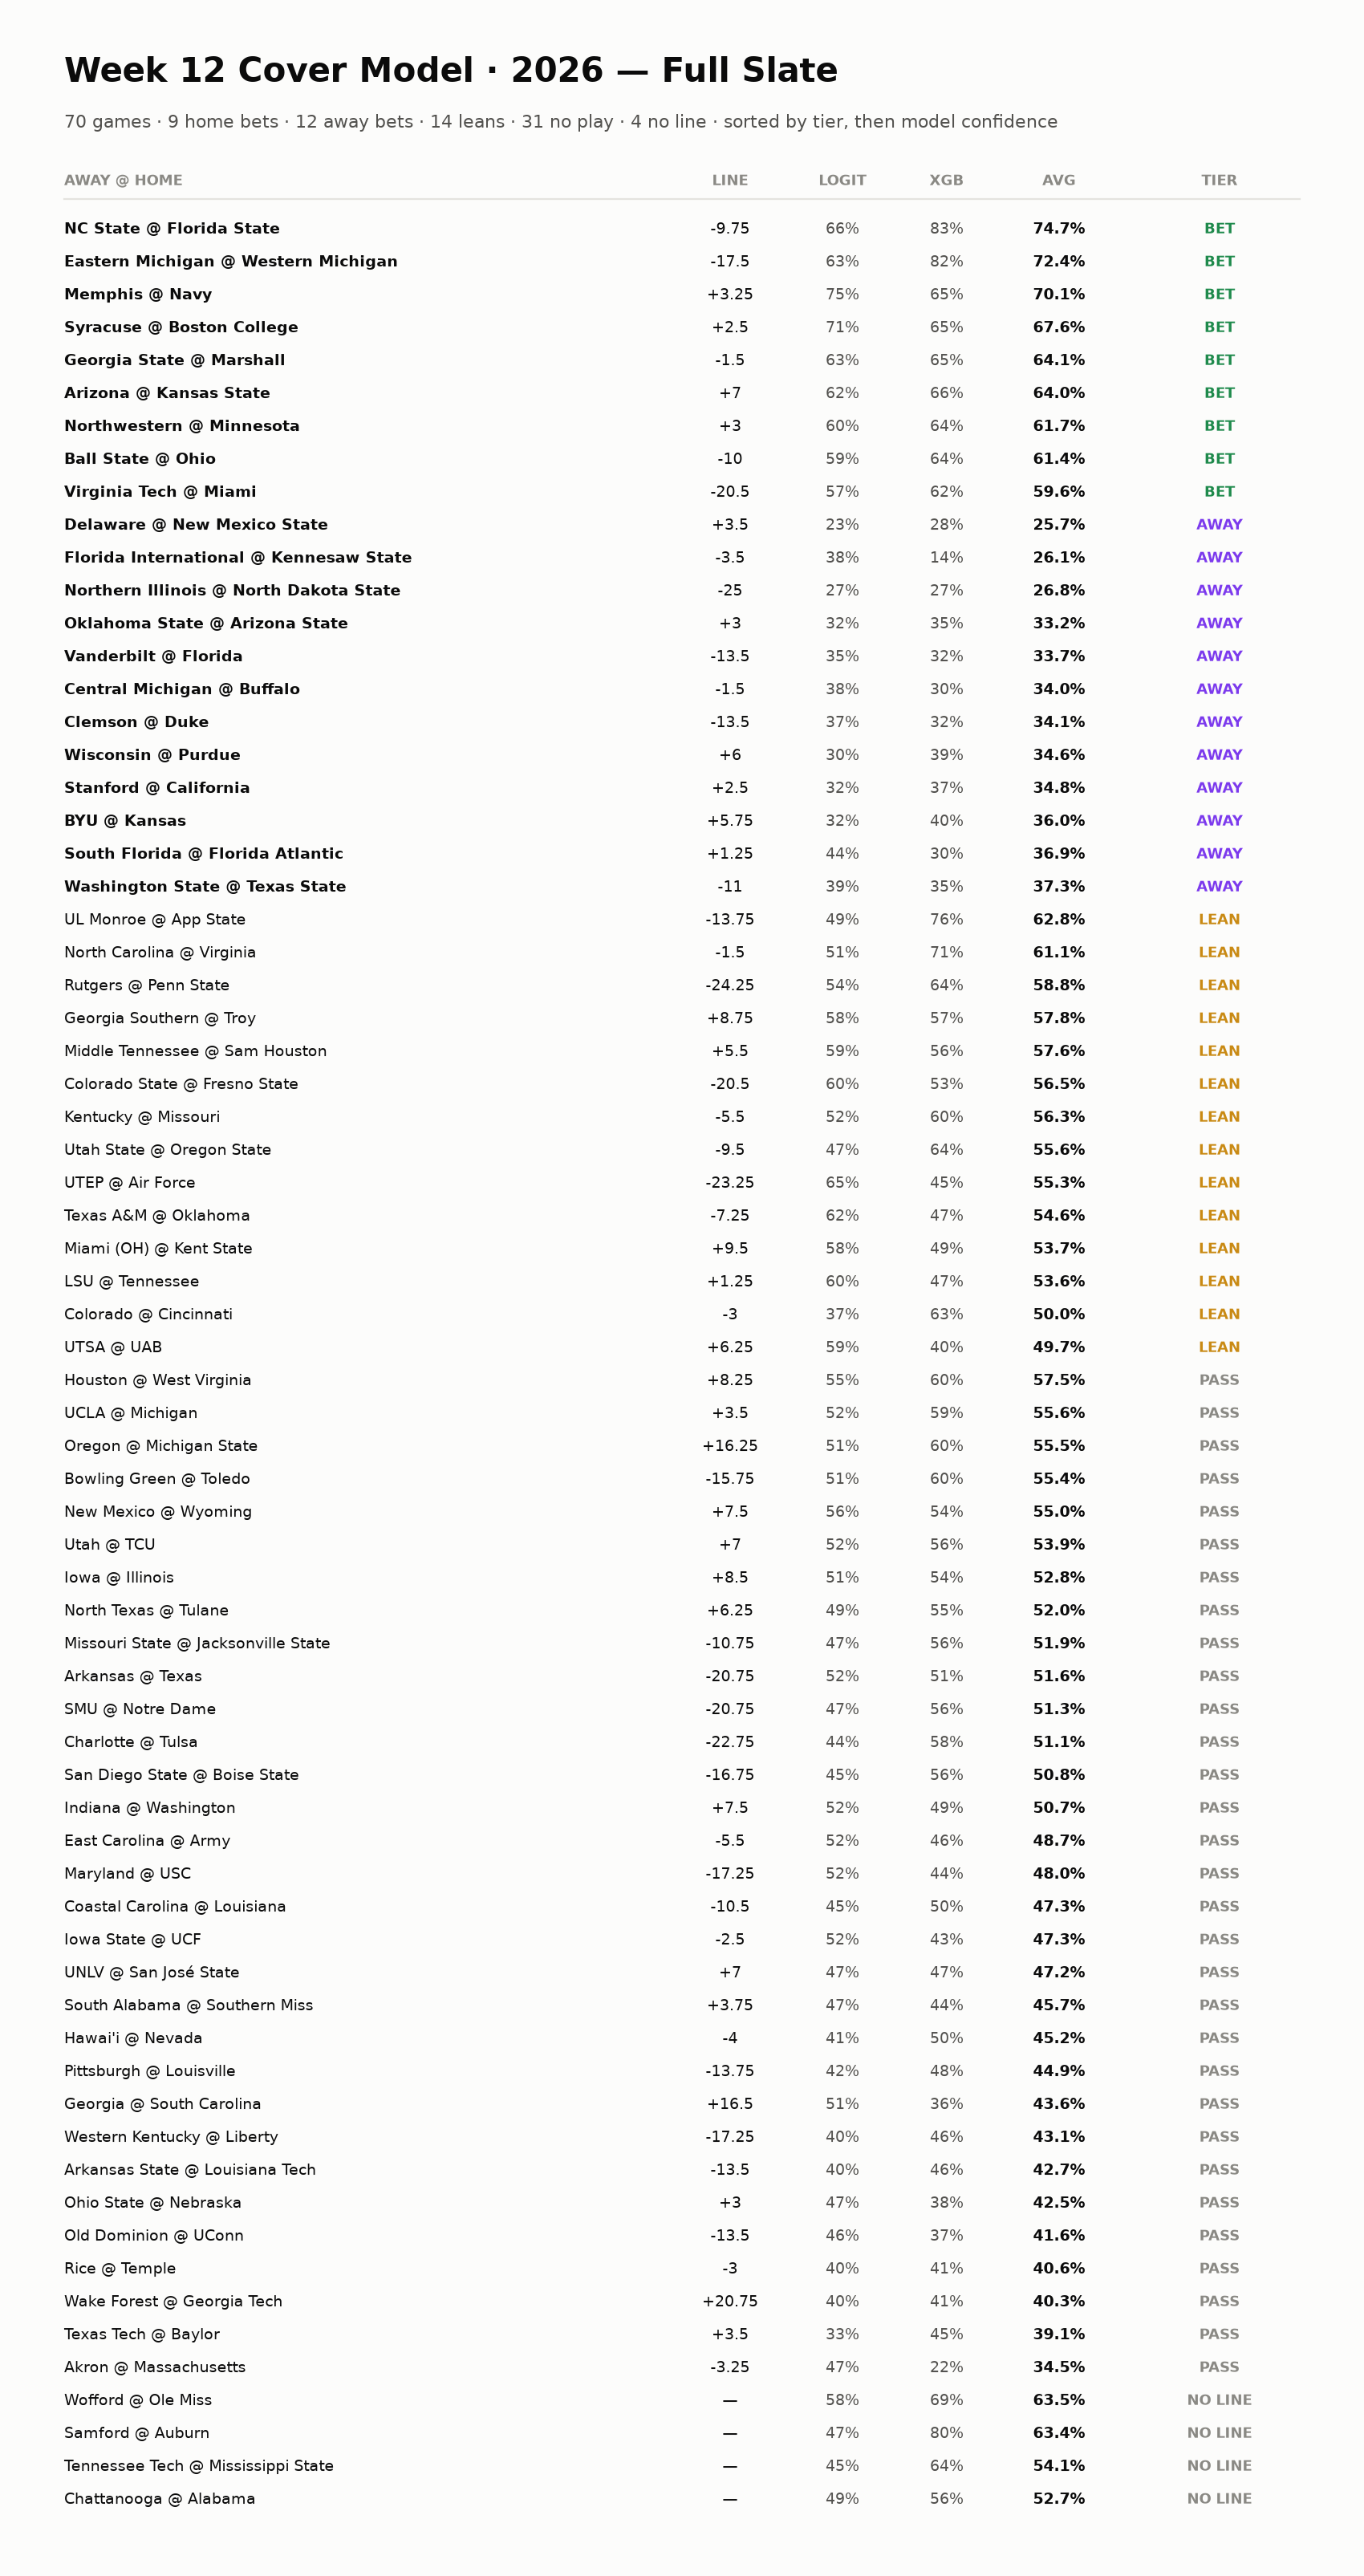 Week 12 Cover Model · 2026 — Full Slate
70 games · 9 home bets · 12 away bets · 14 leans · 31 no play · 4 no line · sorted by tier, then model confidence
AWAY @ HOME LINE LOGIT XGB AVG TIER
NC State @ Florida State -9.75 66% 83% 74.7% BET
Eastern Michigan @ Western Michigan -17.5 63% 82% 72.4% BET
Memphis @ Navy +3.25 75% 65% 70.1% BET
Syracuse @ Boston College +2.5 71% 65% 67.6% BET
Georgia State @ Marshall -1.5 63% 65% 64.1% BET
Arizona @ Kansas State +7 62% 66% 64.0% BET
Northwestern @ Minnesota +3 60% 64% 61.7% BET
Ball State @ Ohio -10 59% 64% 61.4% BET
Virginia Tech @ Miami -20.5 57% 62% 59.6% BET
Delaware @ New Mexico State +3.5 23% 28% 25.7% AWAY
Florida International @ Kennesaw State -3.5 38% 14% 26.1% AWAY
Northern Illinois @ North Dakota State -25 27% 27% 26.8% AWAY
Oklahoma State @ Arizona State +3 32% 35% 33.2% AWAY
Vanderbilt @ Florida -13.5 35% 32% 33.7% AWAY
Central Michigan @ Buffalo -1.5 38% 30% 34.0% AWAY
Clemson @ Duke -13.5 37% 32% 34.1% AWAY
Wisconsin @ Purdue +6 30% 39% 34.6% AWAY
Stanford @ California +2.5 32% 37% 34.8% AWAY
BYU @ Kansas +5.75 32% 40% 36.0% AWAY
South Florida @ Florida Atlantic +1.25 44% 30% 36.9% AWAY
Washington State @ Texas State -11 39% 35% 37.3% AWAY
UL Monroe @ App State -13.75 49% 76% 62.8% LEAN
North Carolina @ Virginia -1.5 51% 71% 61.1% LEAN
Rutgers @ Penn State -24.25 54% 64% 58.8% LEAN
Georgia Southern @ Troy +8.75 58% 57% 57.8% LEAN
Middle Tennessee @ Sam Houston +5.5 59% 56% 57.6% LEAN
Colorado State @ Fresno State -20.5 60% 53% 56.5% LEAN
Kentucky @ Missouri -5.5 52% 60% 56.3% LEAN
Utah State @ Oregon State -9.5 47% 64% 55.6% LEAN
UTEP @ Air Force -23.25 65% 45% 55.3% LEAN
Texas A&M @ Oklahoma -7.25 62% 47% 54.6% LEAN
Miami (OH) @ Kent State +9.5 58% 49% 53.7% LEAN
LSU @ Tennessee +1.25 60% 47% 53.6% LEAN
Colorado @ Cincinnati -3 37% 63% 50.0% LEAN
UTSA @ UAB +6.25 59% 40% 49.7% LEAN
Houston @ West Virginia +8.25 55% 60% 57.5% PASS
UCLA @ Michigan +3.5 52% 59% 55.6% PASS
Oregon @ Michigan State +16.25 51% 60% 55.5% PASS
Bowling Green @ Toledo -15.75 51% 60% 55.4% PASS
New Mexico @ Wyoming +7.5 56% 54% 55.0% PASS
Utah @ TCU +7 52% 56% 53.9% PASS
Iowa @ Illinois +8.5 51% 54% 52.8% PASS
North Texas @ Tulane +6.25 49% 55% 52.0% PASS
Missouri State @ Jacksonville State -10.75 47% 56% 51.9% PASS
Arkansas @ Texas -20.75 52% 51% 51.6% PASS
SMU @ Notre Dame -20.75 47% 56% 51.3% PASS
Charlotte @ Tulsa -22.75 44% 58% 51.1% PASS
San Diego State @ Boise State -16.75 45% 56% 50.8% PASS
Indiana @ Washington +7.5 52% 49% 50.7% PASS
East Carolina @ Army -5.5 52% 46% 48.7% PASS
Maryland @ USC -17.25 52% 44% 48.0% PASS
Coastal Carolina @ Louisiana -10.5 45% 50% 47.3% PASS
Iowa State @ UCF -2.5 52% 43% 47.3% PASS
UNLV @ San José State +7 47% 47% 47.2% PASS
South Alabama @ Southern Miss +3.75 47% 44% 45.7% PASS
Hawai'i @ Nevada -4 41% 50% 45.2% PASS
Pittsburgh @ Louisville -13.75 42% 48% 44.9% PASS
Georgia @ South Carolina +16.5 51% 36% 43.6% PASS
Western Kentucky @ Liberty -17.25 40% 46% 43.1% PASS
Arkansas State @ Louisiana Tech -13.5 40% 46% 42.7% PASS
Ohio State @ Nebraska +3 47% 38% 42.5% PASS
Old Dominion @ UConn -13.5 46% 37% 41.6% PASS
Rice @ Temple -3 40% 41% 40.6% PASS
Wake Forest @ Georgia Tech +20.75 40% 41% 40.3% PASS
Texas Tech @ Baylor +3.5 33% 45% 39.1% PASS
Akron @ Massachusetts -3.25 47% 22% 34.5% PASS
Wofford @ Ole Miss — 58% 69% 63.5% NO LINE
Samford @ Auburn — 47% 80% 63.4% NO LINE
Tennessee Tech @ Mississippi State — 45% 64% 54.1% NO LINE
Chattanooga @ Alabama — 49% 56% 52.7% NO LINE